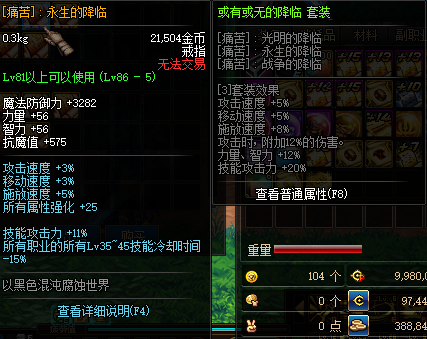 [痛苦]：永生的降临
0.3kg
21,504金币
戒指
无法交易
Lv81以上可以使用 (Lv86 - 5)
魔法防御力 +3282
力量 +56
智力 +56
抗魔值 +575
攻击速度 +3%
移动速度 +3%
施放速度 +5%
所有属性强化 +25
技能攻击力 +11%
所有职业的所有Lv35~45技能冷却时间
-15%
以黑色混沌腐蚀世界
查看详细说明(F4)
或有或无的降临 套装
[痛苦]：光明的降临
[痛苦]：永生的降临
[痛苦]：战争的降临
[3]套装效果
攻击速度 +5%
移动速度 +5%
施放速度 +8%
攻击时，附加12%的伤害。
力量、智力 +12%
技能攻击力 +20%
查看普通属性(F8)
品
材料
副职业
重量
104 个
9,980,0
0 个
97,44
0 点
388,84